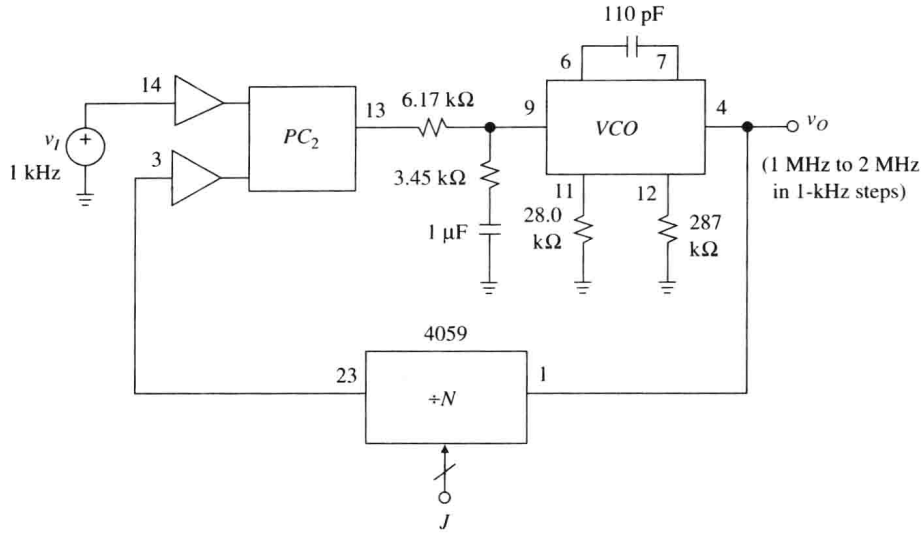 110 pF
6
7
14
13
6.17 kΩ
9
VCO
4
vO
PC2
vI
+
1 kHz
3
(1 MHz to 2 MHz
in 1-kHz steps)
3.45 kΩ
11
12
28.0
kΩ
287
kΩ
1 μF
4059
23
÷N
1
J